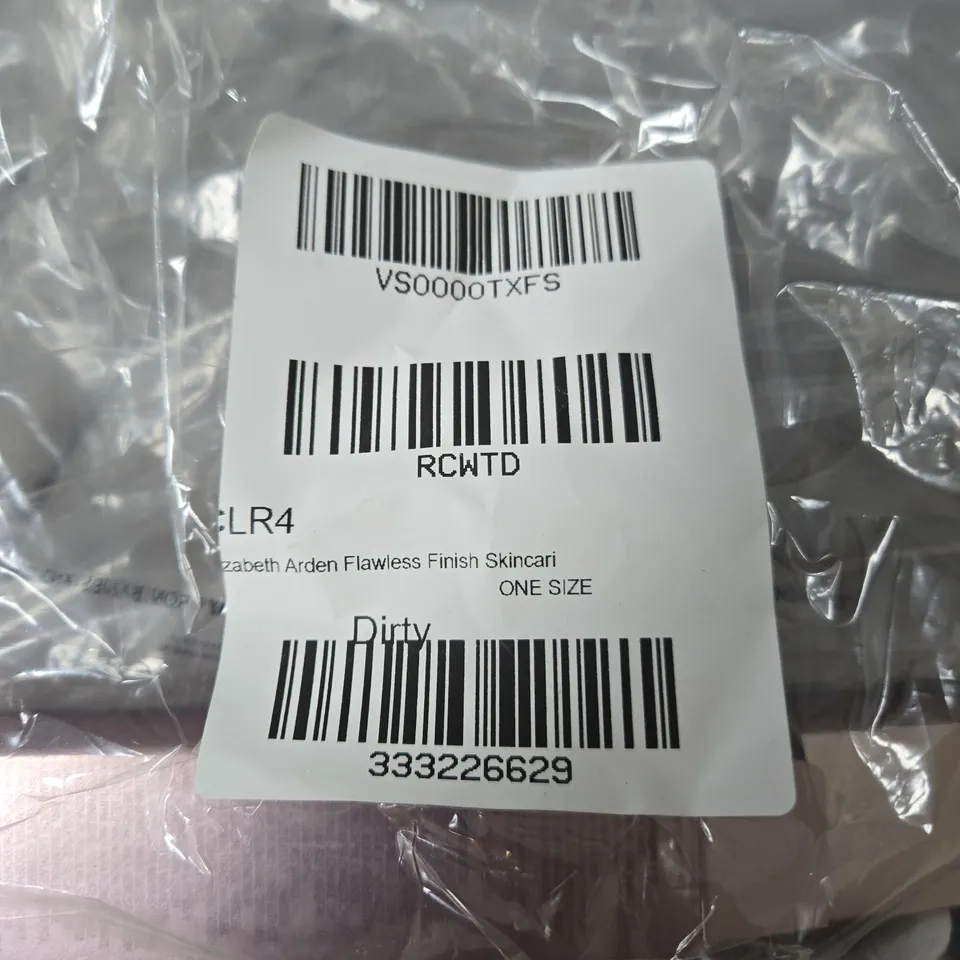 VS0000TXFS
RCWTD
CLR4
zabeth Arden Flawless Finish Skincari
ONE SIZE
Dirty
333226629